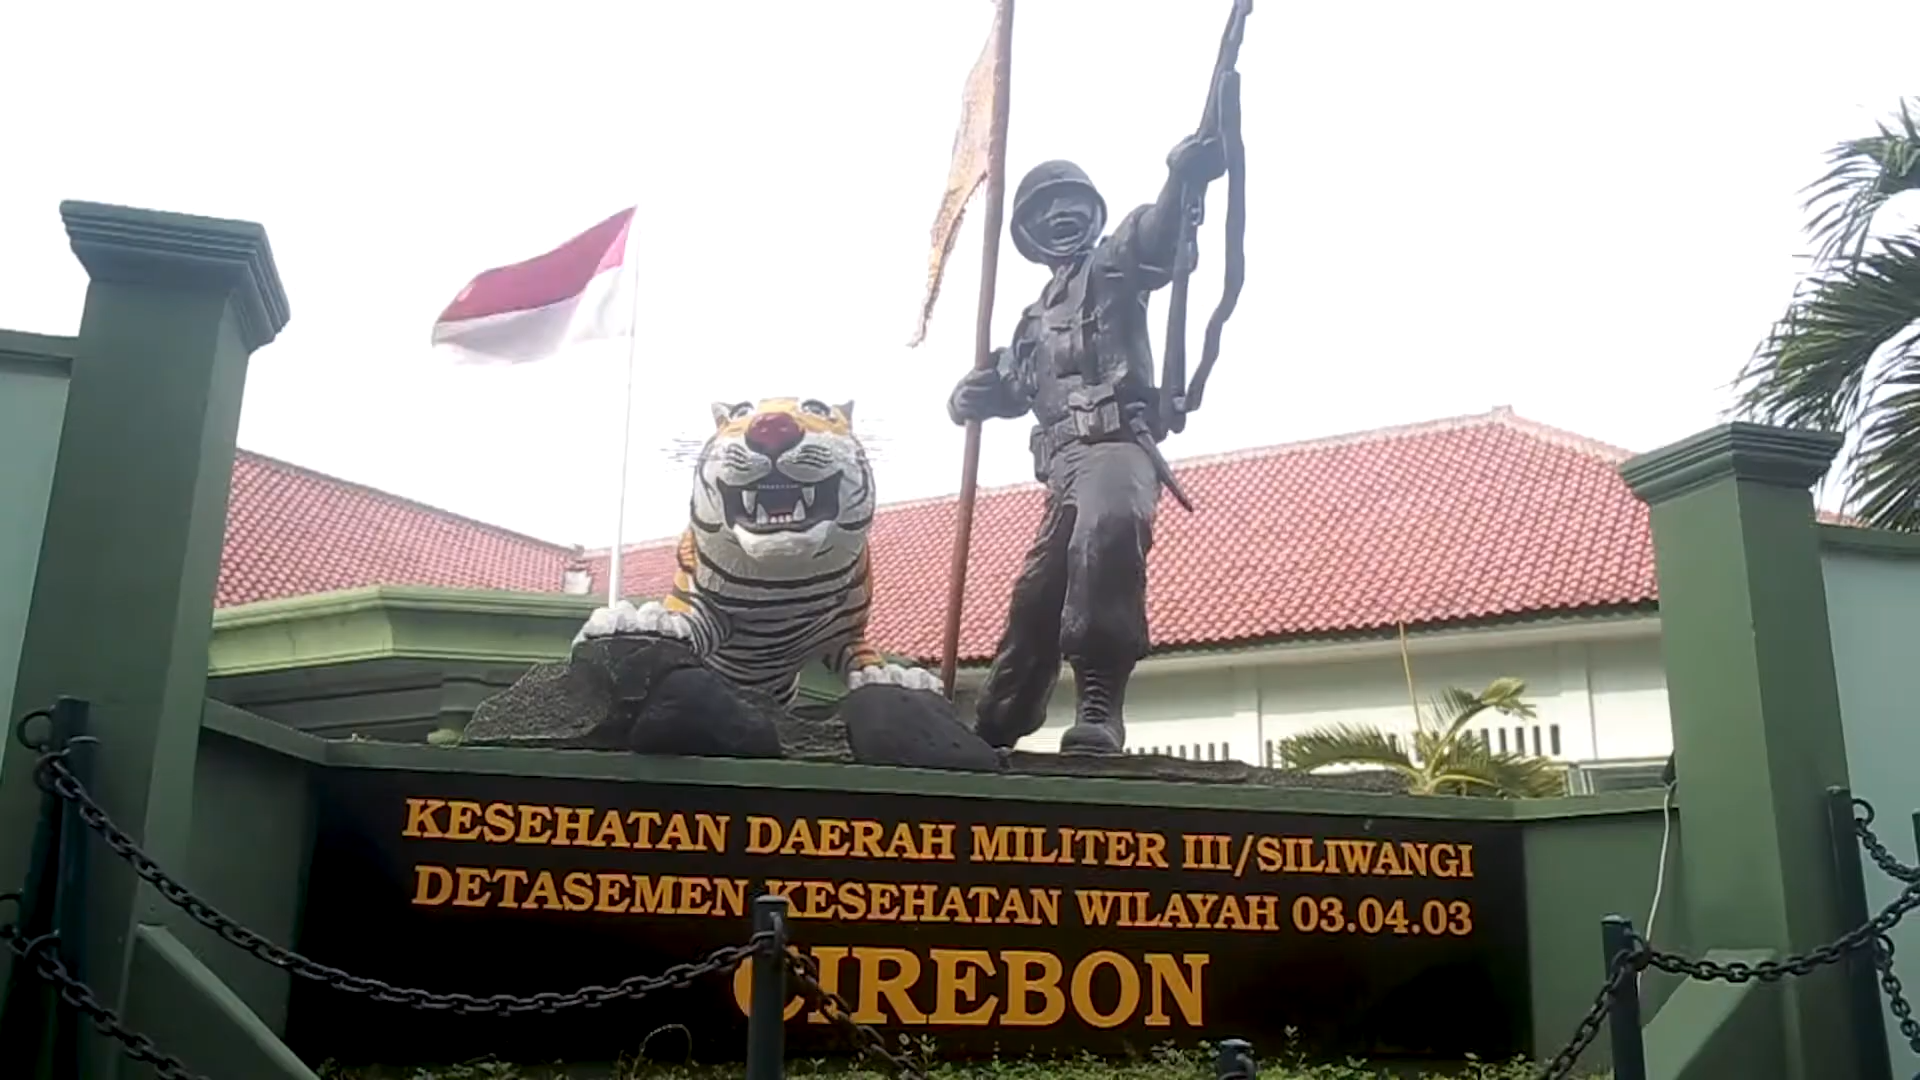 KESEHATAN DAERAH MILITER III/SILIWANGI
DETASEMEN KESEHATAN WILAYAH 03.04.03
CIREBON